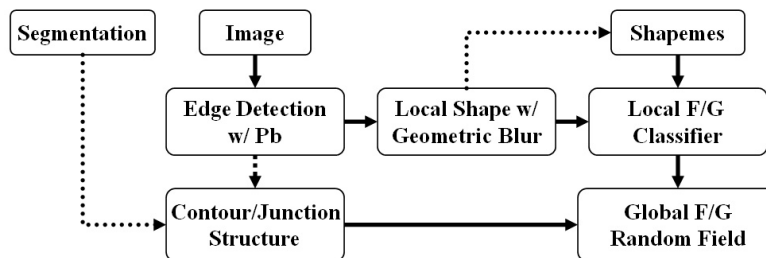 Segmentation
Image
Shapemes
Edge Detection
w/ Pb
Local Shape w/
Geometric Blur
Local F/G
Classifier
Contour/Junction
Structure
Global F/G
Random Field